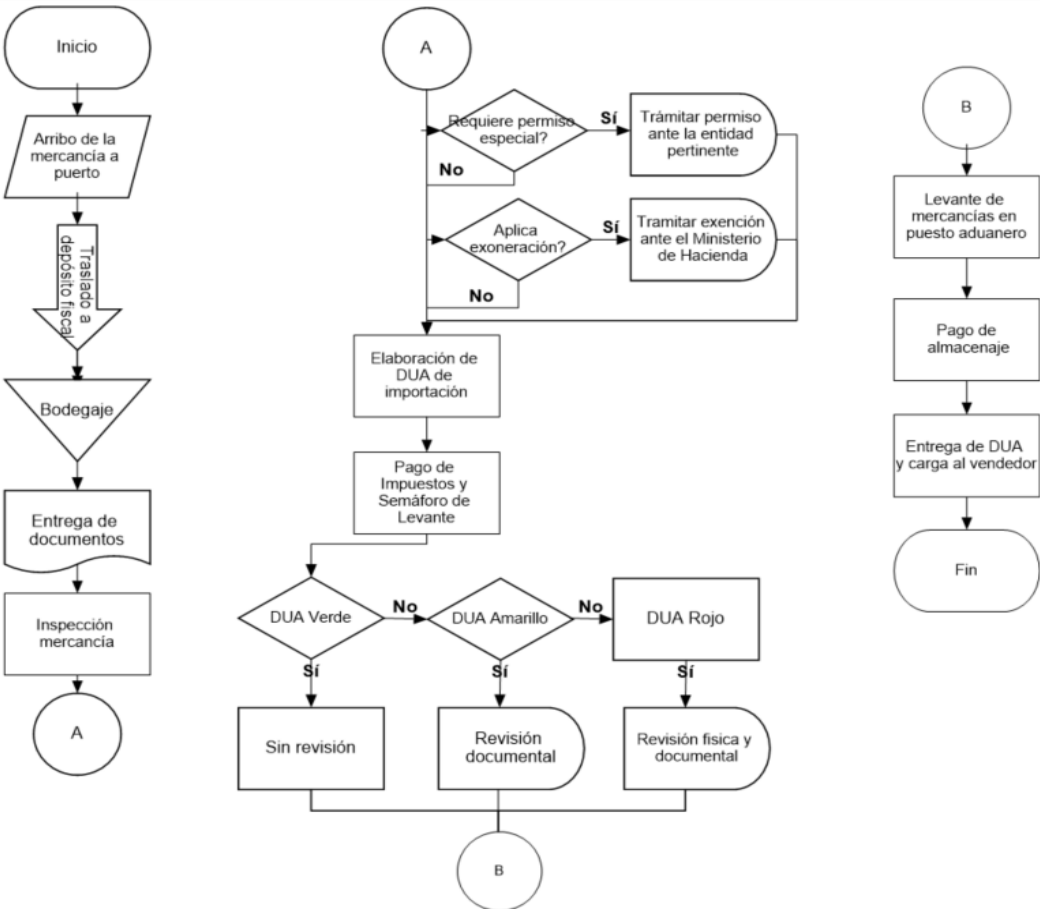 Inicio
Arribo de la
mercancía a
puerto
Traslado a
depósito fiscal
Bodegaje
Entrega de
documentos
Inspección
mercancía
A
A
Requiere permiso
especial?
Sí
No
Trámitar permiso
ante la entidad
pertinente
Aplica
exoneración?
Sí
No
Tramitar exención
ante el Ministerio
de Hacienda
Elaboración de
DUA de
importación
Pago de
Impuestos y
Semáforo de
Levante
DUA Verde
No
DUA Amarillo
No
DUA Rojo
Sí
Sí
Sí
Sin revisión
Revisión
documental
Revisión fisica y
documental
B
B
Levante de
mercancías en
puesto aduanero
Pago de
almacenaje
Entrega de DUA
y carga al vendedor
Fin